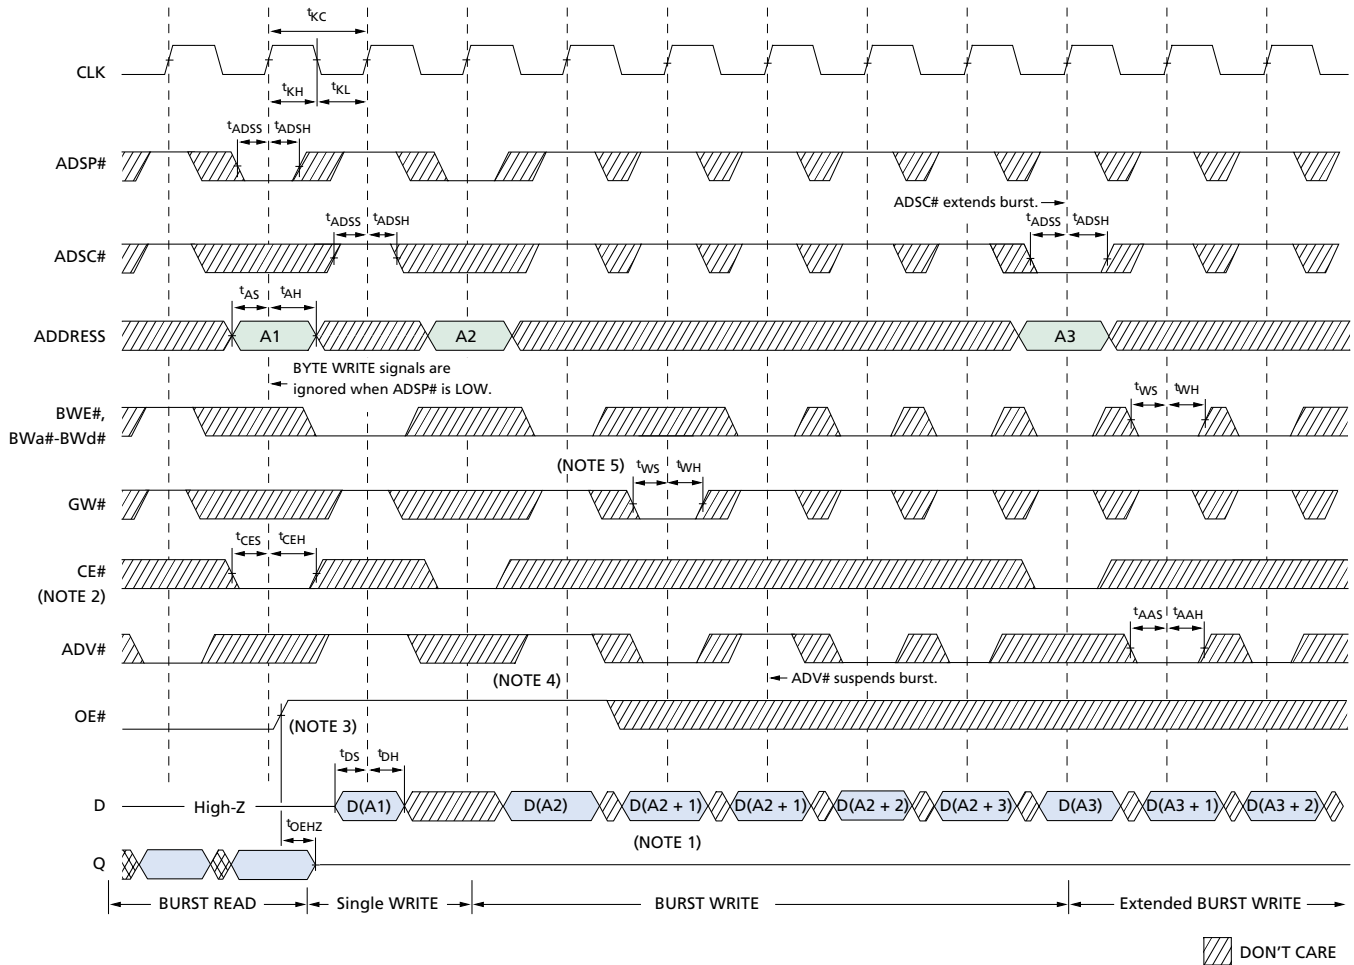 tKC
CLK
tKH
tKL
tADSS
tADSH
ADSP#
ADSC# extends burst.
tADSS
tADSH
tADSS
tADSH
ADSC#
tAS
tAH
ADDRESS
A1
A2
A3
BYTE WRITE signals are
ignored when ADSP# is LOW.
BWE#,
BWa#-BWd#
tWS
tWH
(NOTE 5)
tWS
tWH
GW#
tCES
tCEH
CE#
(NOTE 2)
tAAS
tAAH
ADV#
(NOTE 4)
ADV# suspends burst.
OE#
(NOTE 3)
tDS
tDH
D
High-Z
D(A1)
D(A2)
D(A2 + 1)
D(A2 + 1)
D(A2 + 2)
D(A2 + 3)
D(A3)
D(A3 + 1)
D(A3 + 2)
tOEHZ
(NOTE 1)
Q
BURST READ
Single WRITE
BURST WRITE
Extended BURST WRITE
DON'T CARE